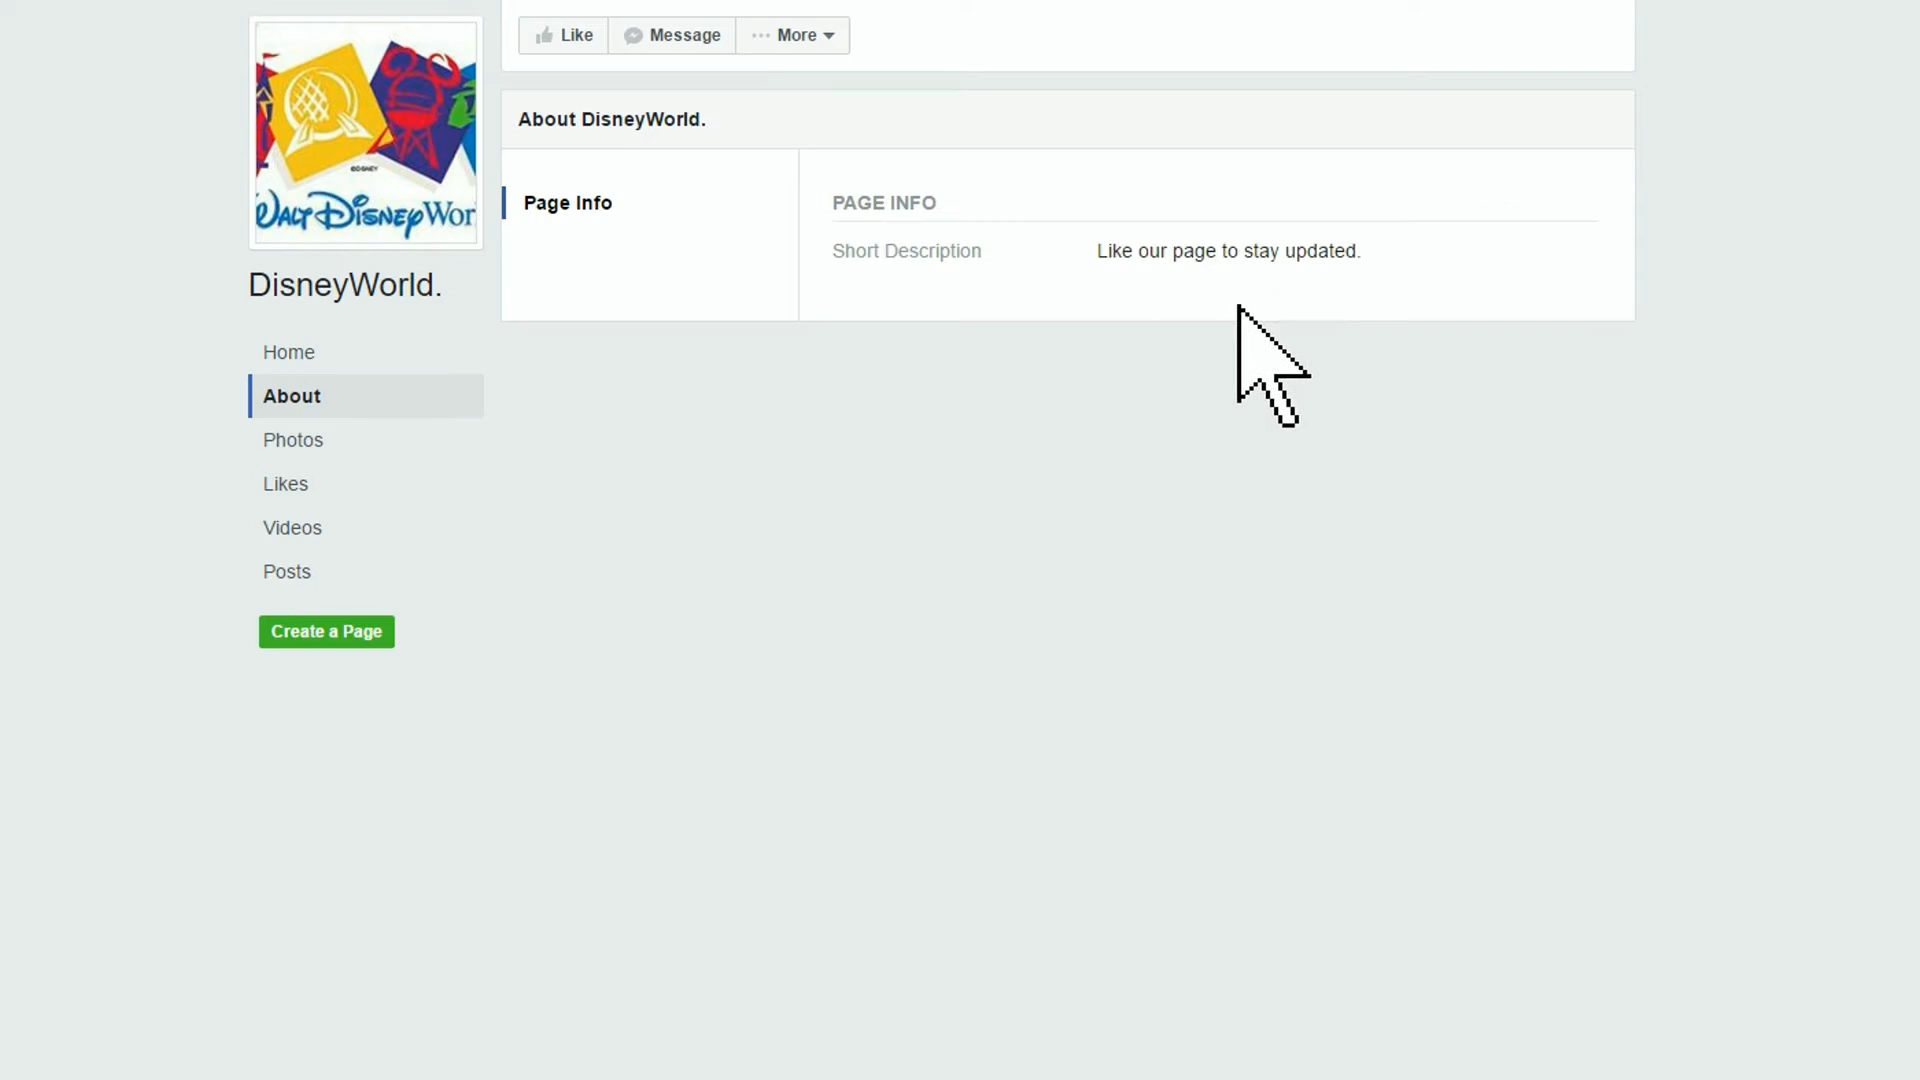 Like
Message
More
About DisneyWorld.
©DISNEY
WALT DISNEY Wor
DisneyWorld.
Home
About
Photos
Likes
Videos
Posts
Create a Page
Page Info
PAGE INFO
Short Description
Like our page to stay updated.